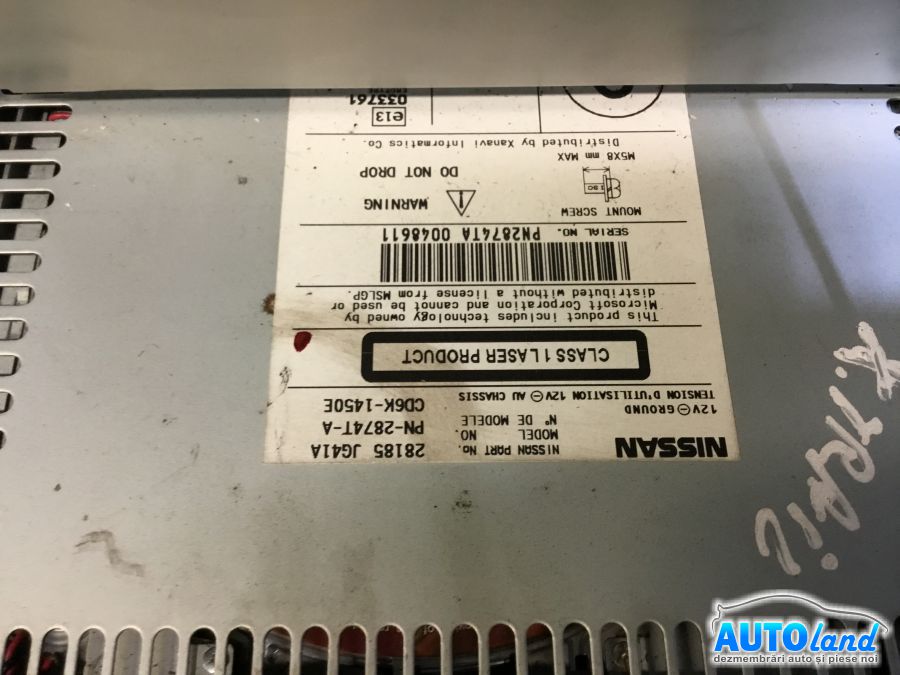 NISSAN
NISSAN PART No. 28185 JG41A
MODEL NO. PN-2874T-A
N° DE MODELE CD6K-1450E
12V ⊖ GROUND
TENSION D'UTILISATION 12V ⊖ AU CHASSIS
CLASS 1 LASER PRODUCT
This product includes technology owned by
Microsoft Corporation and cannot be used or
distributed without a license from MSLGP.
SERIAL NO. PN2874TA 0048611
MOUNT SCREW
M5X8 mm MAX
WARNING
DO NOT DROP
Distributed by Xanavi Informatics Co.
e13
033761
X. TRAIL
AUTOland
dezmembrări auto și piese noi